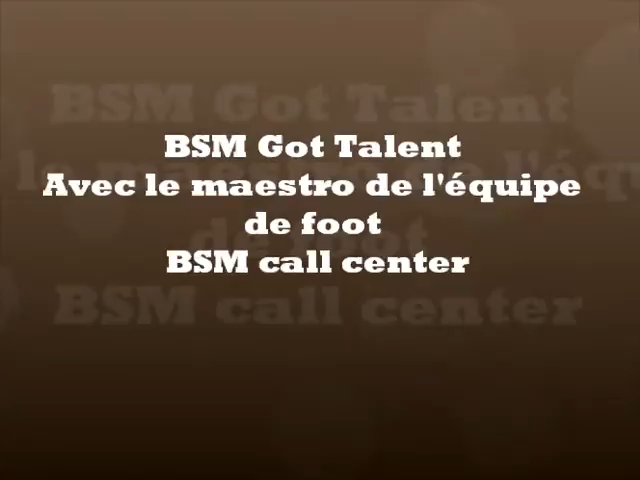 BSM Got Talent
Avec le maestro de l'équipe
de foot
BSM call center